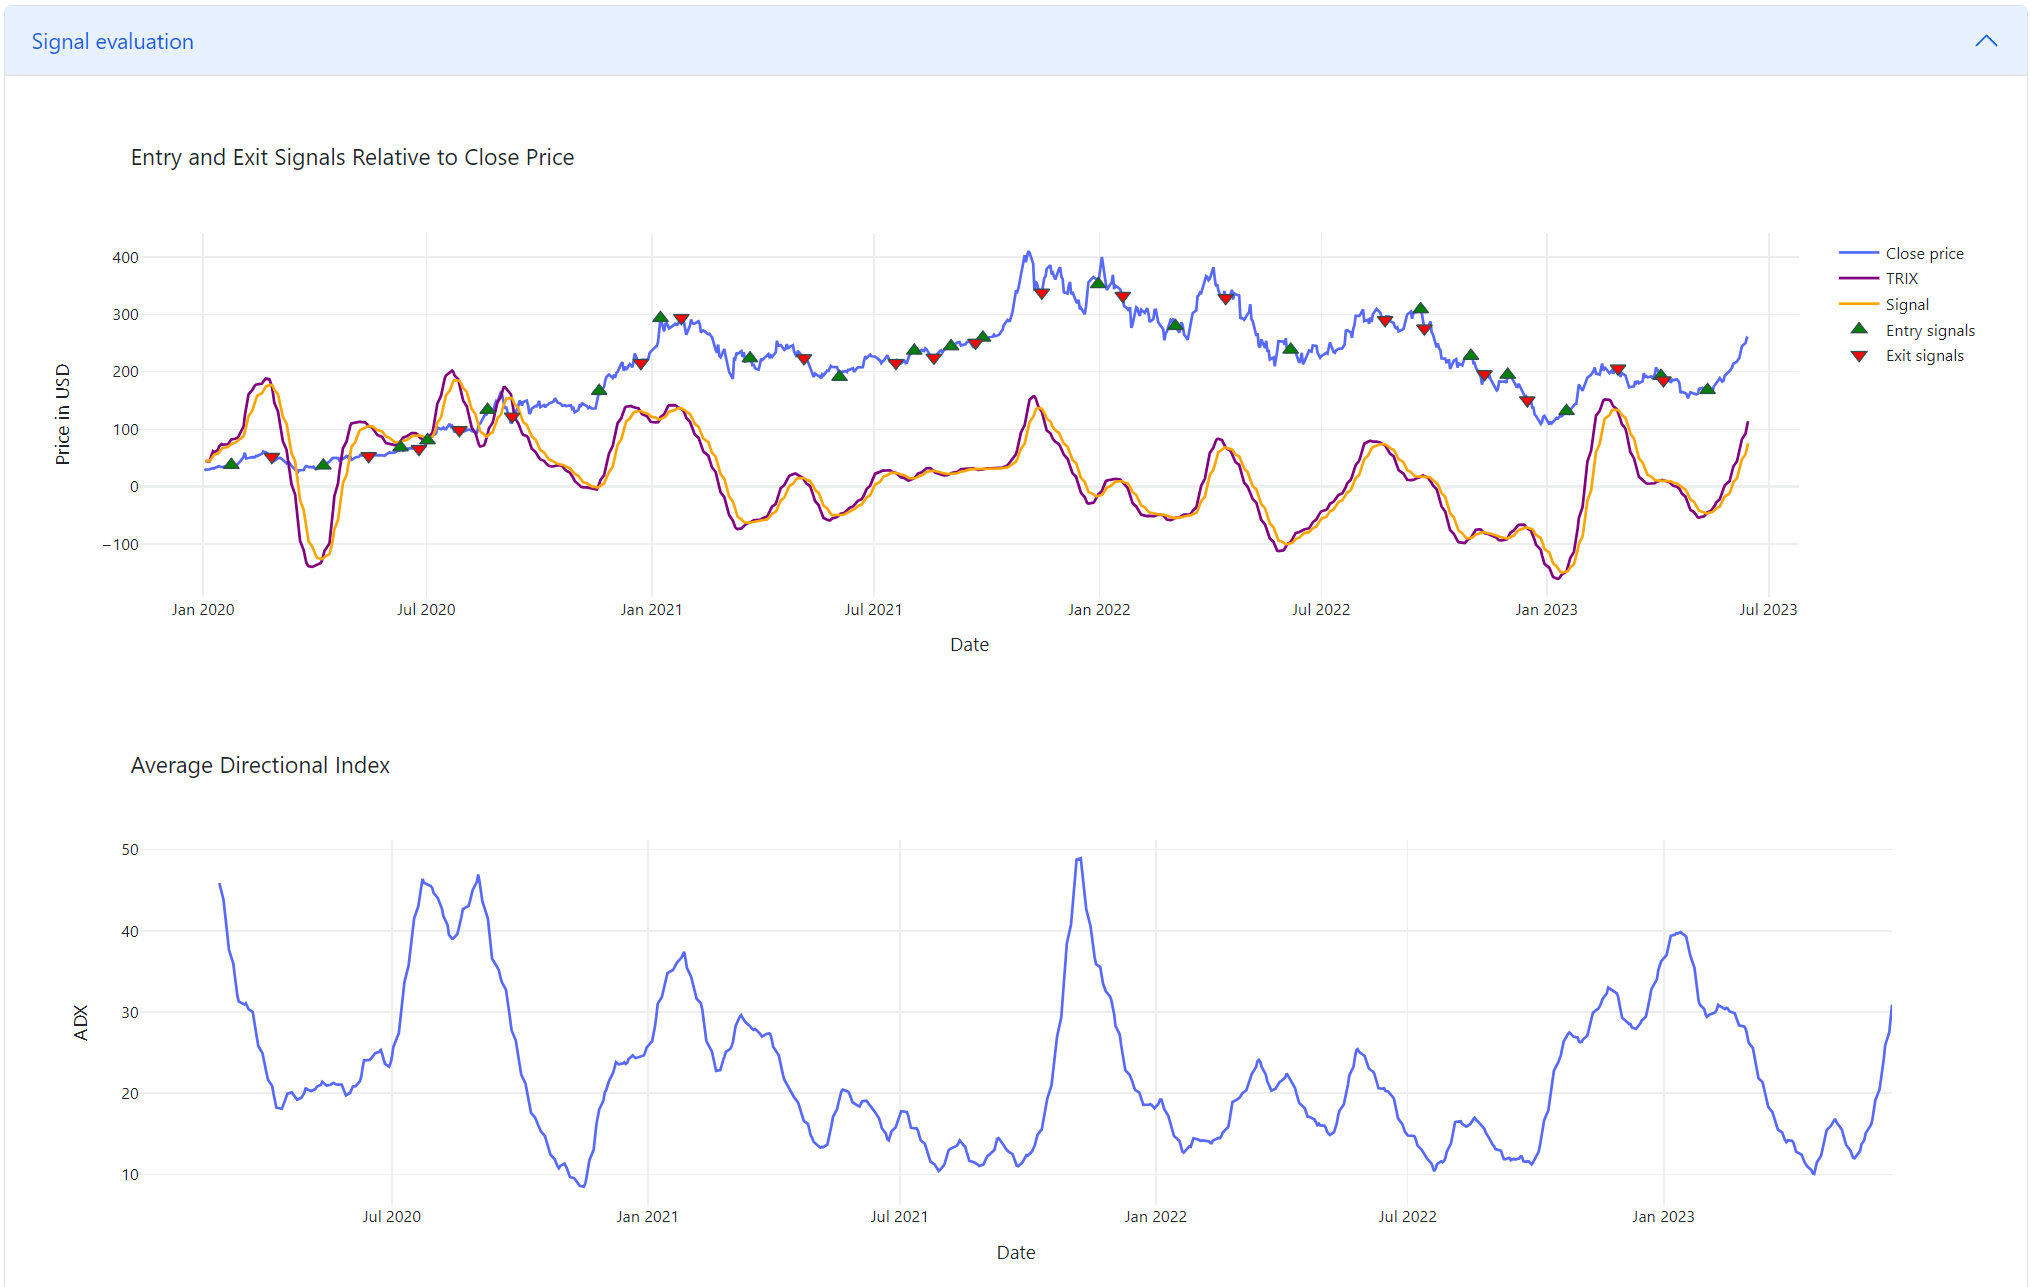 Signal evaluation
Entry and Exit Signals Relative to Close Price
Price in USD
400
300
200
100
0
−100
Jan 2020
Jul 2020
Jan 2021
Jul 2021
Jan 2022
Jul 2022
Jan 2023
Jul 2023
Date
Close price
TRIX
Signal
Entry signals
Exit signals
Average Directional Index
ADX
50
40
30
20
10
Jul 2020
Jan 2021
Jul 2021
Jan 2022
Jul 2022
Jan 2023
Date